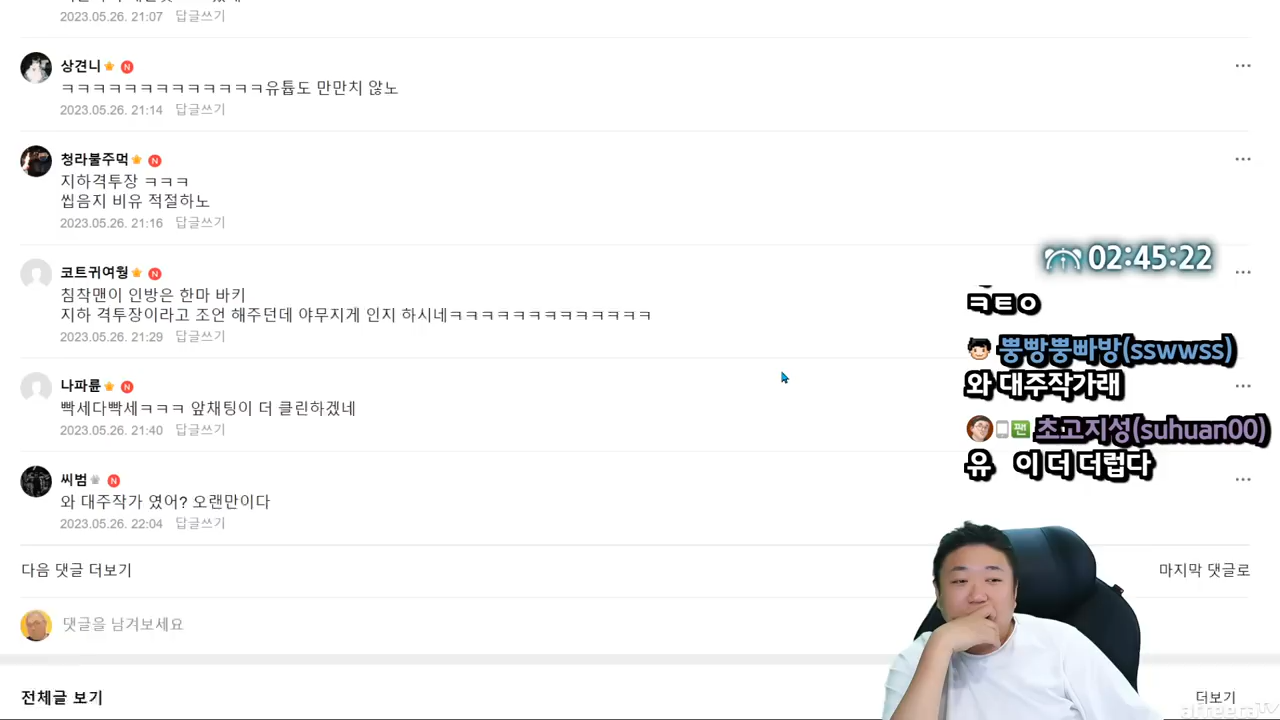 2023.05.26. 21:07 답글쓰기
상견니
ㅋㅋㅋㅋㅋㅋㅋㅋㅋㅋㅋㅋㅋ유튭도 만만치 않노
2023.05.26. 21:14 답글쓰기
청라불주먹
지하격투장 ㅋㅋㅋ
씹음지 비유 적절하노
2023.05.26. 21:16 답글쓰기
코트귀여웡
침착맨이 인방은 한마 바키
지하 격투장이라고 조언 해주던데 야무지게 인지 하시네ㅋㅋㅋㅋㅋㅋㅋㅋㅋㅋㅋㅋㅋ
2023.05.26. 21:29 답글쓰기
나파륜
빡세다빡세ㅋㅋㅋ 앞채팅이 더 클린하겠네
2023.05.26. 21:40 답글쓰기
씨범
와 대주작가 였어? 오랜만이다
2023.05.26. 22:04 답글쓰기
다음 댓글 더보기
마지막 댓글로
댓글을 남겨보세요
전체글 보기
더보기
02:45:22
ㅋㅌㅇ
뿡빵뿡빠방(sswwss)
와 대주작가래
팬 초고지성(suhuan00)
유 이 더 더럽다
afreecaTV